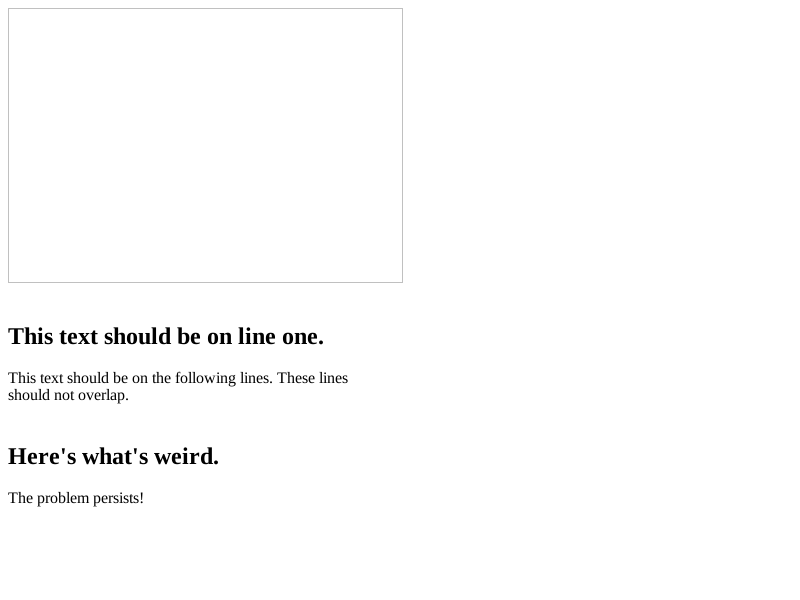 This text should be on line one.
This text should be on the following lines. These lines
should not overlap.
Here's what's weird.
The problem persists!